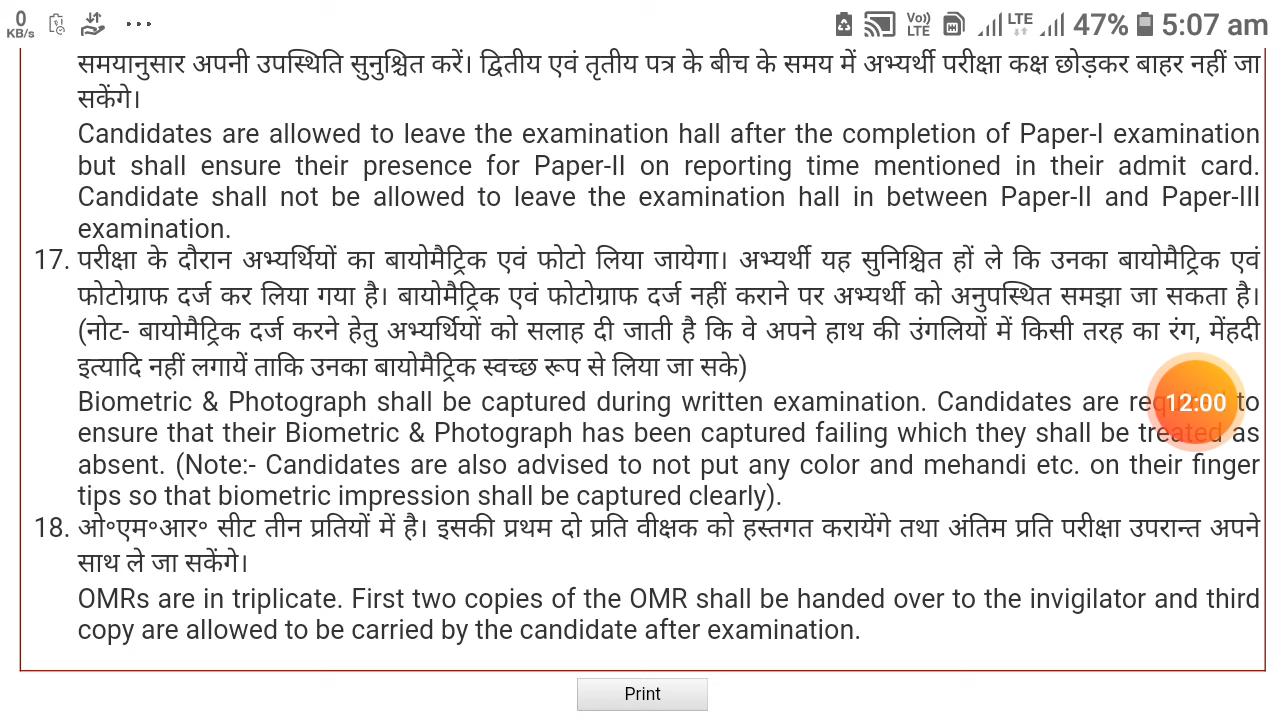 0
KB/s
... Vo)) LTE LTE 47% 5:07 am
समयानुसार अपनी उपस्थिति सुनुश्चित करें। द्वितीय एवं तृतीय पत्र के बीच के समय में अभ्यर्थी परीक्षा कक्ष छोड़कर बाहर नहीं जा
सकेंगे।
Candidates are allowed to leave the examination hall after the completion of Paper-I examination
but shall ensure their presence for Paper-II on reporting time mentioned in their admit card.
Candidate shall not be allowed to leave the examination hall in between Paper-II and Paper-III
examination.
17. परीक्षा के दौरान अभ्यर्थियों का बायोमैट्रिक एवं फोटो लिया जायेगा। अभ्यर्थी यह सुनिश्चित हों ले कि उनका बायोमैट्रिक एवं
फोटोग्राफ दर्ज कर लिया गया है। बायोमैट्रिक एवं फोटोग्राफ दर्ज नहीं कराने पर अभ्यर्थी को अनुपस्थित समझा जा सकता है।
(नोट- बायोमैट्रिक दर्ज करने हेतु अभ्यर्थियों को सलाह दी जाती है कि वे अपने हाथ की उंगलियों में किसी तरह का रंग, मेंहदी
इत्यादि नहीं लगायें ताकि उनका बायोमैट्रिक स्वच्छ रूप से लिया जा सके)
Biometric & Photograph shall be captured during written examination. Candidates are to
12:00
ensure that their Biometric & Photograph has been captured failing which they shall be treated as
absent. (Note:- Candidates are also advised to not put any color and mehandi etc. on their finger
tips so that biometric impression shall be captured clearly).
18. ओ॰एम॰आर॰ सीट तीन प्रतियों में है। इसकी प्रथम दो प्रति वीक्षक को हस्तगत करायेंगे तथा अंतिम प्रति परीक्षा उपरान्त अपने
साथ ले जा सकेंगे।
OMRs are in triplicate. First two copies of the OMR shall be handed over to the invigilator and third
copy are allowed to be carried by the candidate after examination.
Print